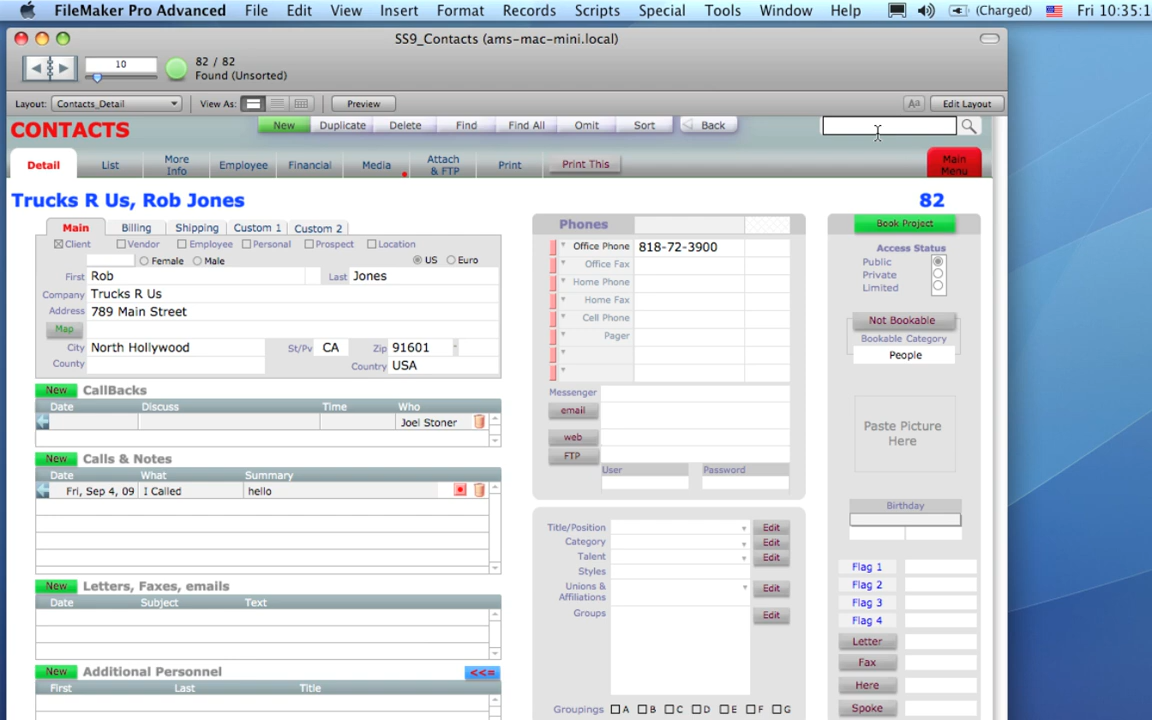 FileMaker Pro Advanced File Edit View Insert Format Records Scripts Special Tools Window Help (Charged) Fri 10:35:1
SS9_Contacts (ams-mac-mini.local)
10
82 / 82
Found (Unsorted)
Layout: Contacts_Detail View As: Preview Aa Edit Layout
CONTACTS New Duplicate Delete Find Find All Omit Sort Back
Detail List More Info Employee Financial Media Attach & FTP Print Print This Main Menu
Trucks R Us, Rob Jones 82
Main Billing Shipping Custom 1 Custom 2
Client Vendor Employee Personal Prospect Location
Female Male US Euro
First Rob Last Jones
Company Trucks R Us
Address 789 Main Street
Map
City North Hollywood St/Pv CA Zip 91601 -
County Country USA
New CallBacks
Date Discuss Time Who
Joel Stoner
New Calls & Notes
Date What Summary
Fri, Sep 4, 09 I Called hello
New Letters, Faxes, emails
Date Subject Text
New Additional Personnel <<=
First Last Title
Phones
Office Phone 818-72-3900
Office Fax
Home Phone
Home Fax
Cell Phone
Pager
Messenger
email
web
FTP
User Password
Title/Position Edit
Category Edit
Talent Edit
Styles
Unions & Affiliations Edit
Groups Edit
Groupings A B C D E F G
Book Project
Access Status
Public
Private
Limited
Not Bookable
Bookable Category
People
Paste Picture
Here
Birthday
Flag 1
Flag 2
Flag 3
Flag 4
Letter
Fax
Here
Spoke